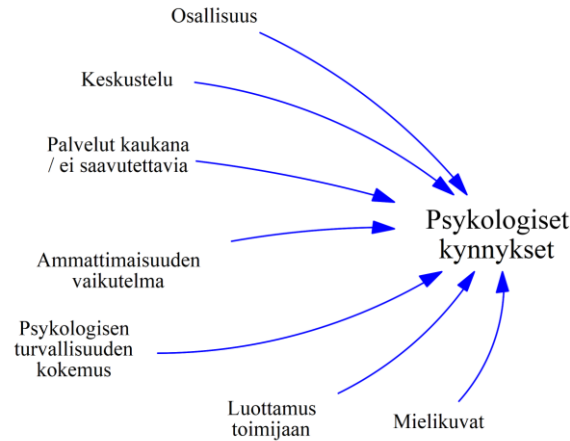 Osallisuus
Keskustelu
Palvelut kaukana
/ ei saavutettavia
Ammattimaisuuden
vaikutelma
Psykologisen
turvallisuuden
kokemus
Luottamus
toimijaan
Mielikuvat
Psykologiset
kynnykset